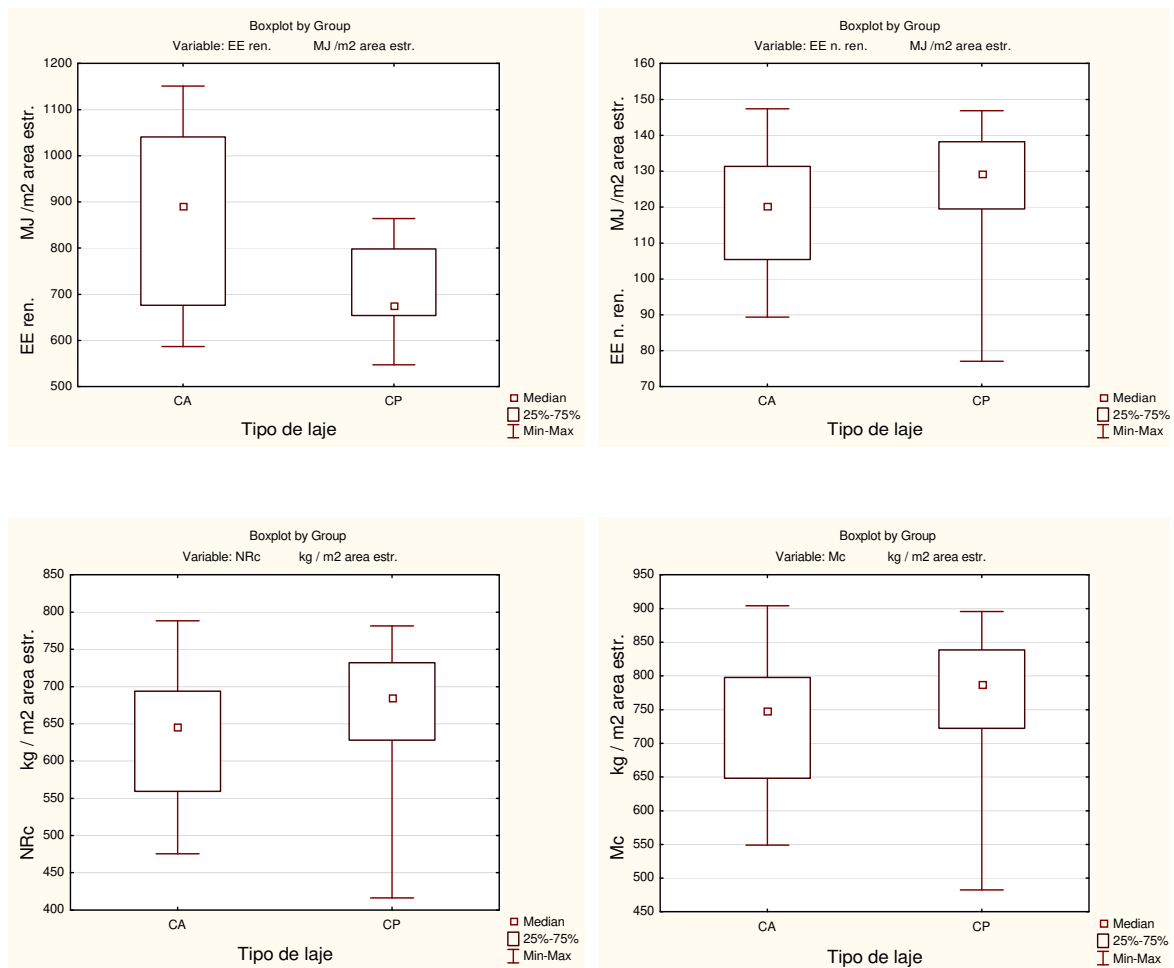 Boxplot by Group
Variable: EE ren. MJ /m2 area estr.
1200
1100
1000
900
800
700
600
500
EE ren. MJ /m2 area estr.
CA CP
Tipo de laje
Median
25%-75%
Min-Max
Boxplot by Group
Variable: EE n. ren. MJ /m2 area estr.
160
150
140
130
120
110
100
90
80
70
EE n. ren. MJ /m2 area estr.
CA CP
Tipo de laje
Median
25%-75%
Min-Max
Boxplot by Group
Variable: NRc kg / m2 area estr.
850
800
750
700
650
600
550
500
450
400
NRc kg / m2 area estr.
CA CP
Tipo de laje
Median
25%-75%
Min-Max
Boxplot by Group
Variable: Mc kg / m2 area estr.
950
900
850
800
750
700
650
600
550
500
450
Mc kg / m2 area estr.
CA CP
Tipo de laje
Median
25%-75%
Min-Max